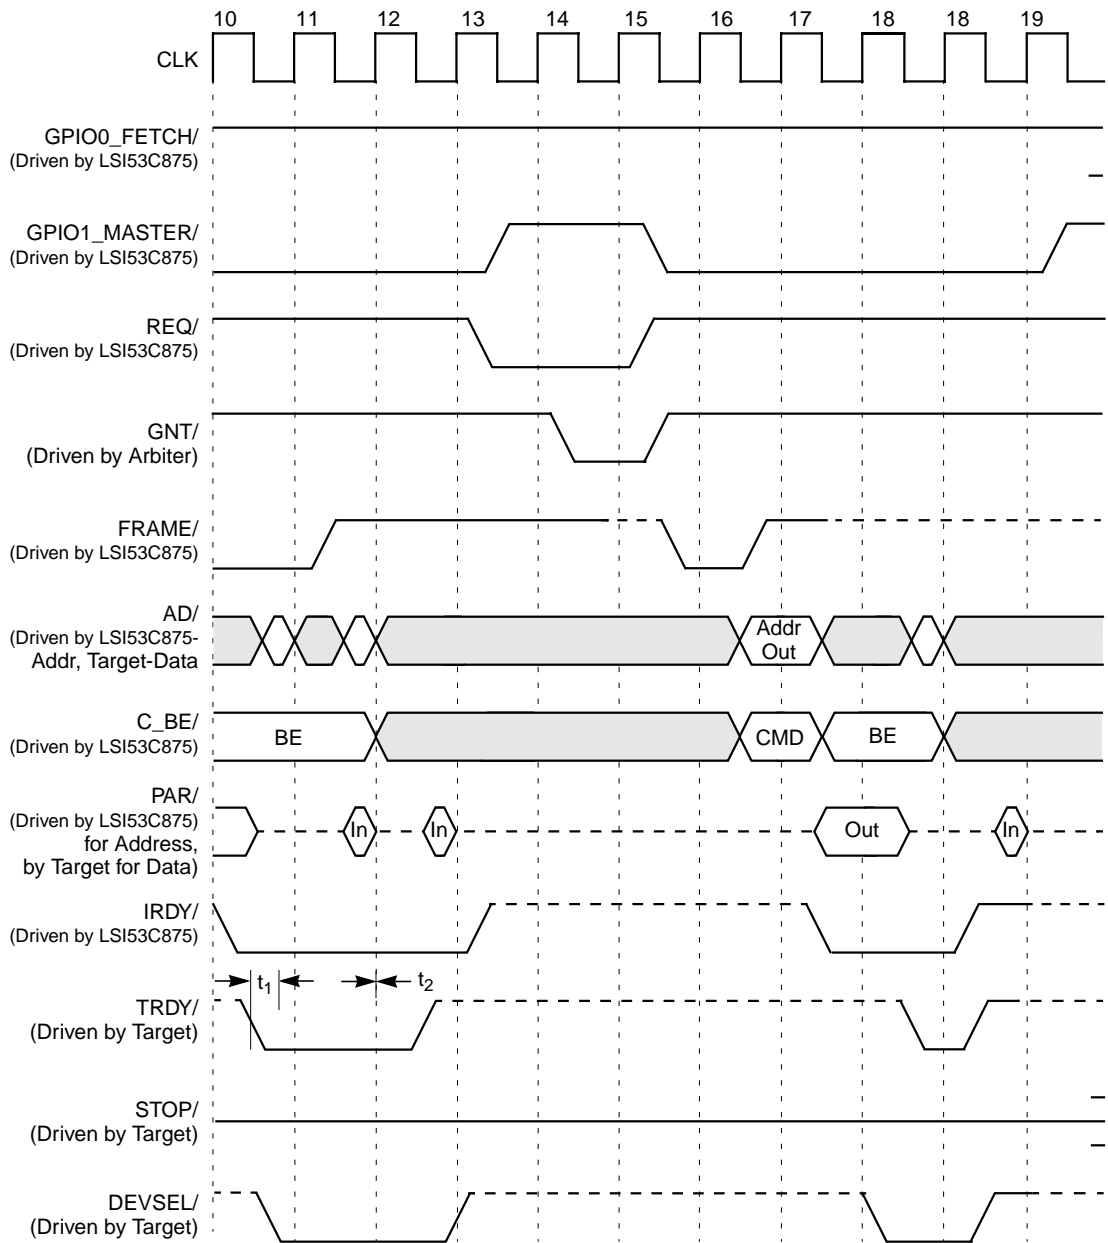 10 11 12 13 14 15 16 17 18 18 19
CLK
GPIO0_FETCH/
(Driven by LSI53C875)
GPIO1_MASTER/
(Driven by LSI53C875)
REQ/
(Driven by LSI53C875)
GNT/
(Driven by Arbiter)
FRAME/
(Driven by LSI53C875)
AD/
(Driven by LSI53C875-
Addr, Target-Data
Addr
Out
C_BE/
(Driven by LSI53C875)
BE CMD BE
PAR/
(Driven by LSI53C875)
for Address,
by Target for Data)
In In Out In
IRDY/
(Driven by LSI53C875)
t1 t2
TRDY/
(Driven by Target)
STOP/
(Driven by Target)
DEVSEL/
(Driven by Target)